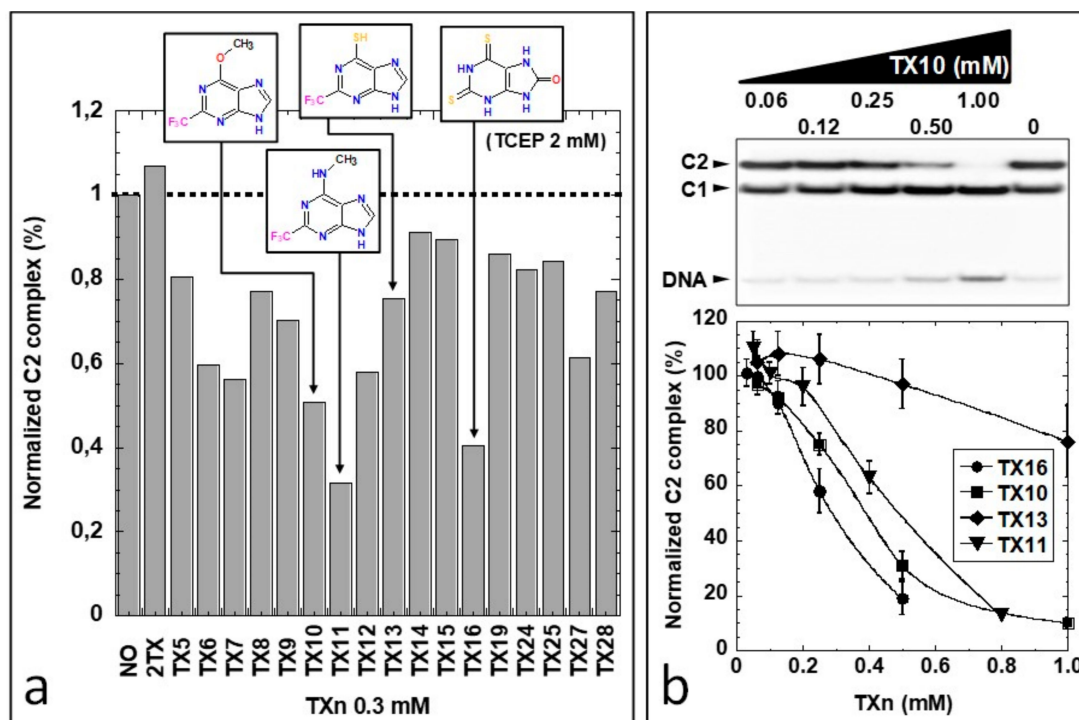 CH₃
O
N
N
F₃C
N
N
H
SH
N
N
F₃C
N
N
H
S
HN
H
N
O
S
N
H
N
H
(TCEP 2 mM)
CH₃
HN
N
N
F₃C
N
N
H
1,2
1
0,8
0,6
0,4
0,2
0
Normalized C2 complex (%)
NO
2TX
TX5
TX6
TX7
TX8
TX9
TX10
TX11
TX12
TX13
TX14
TX15
TX16
TX19
TX24
TX25
TX27
TX28
TXn 0.3 mM
a
TX10 (mM)
0.06 0.25 1.00
0.12 0.50 0
C2
C1
DNA
120
100
80
60
40
20
0
Normalized C2 complex (%)
TX16
TX10
TX13
TX11
0 0.2 0.4 0.6 0.8 1.0
TXn (mM)
b